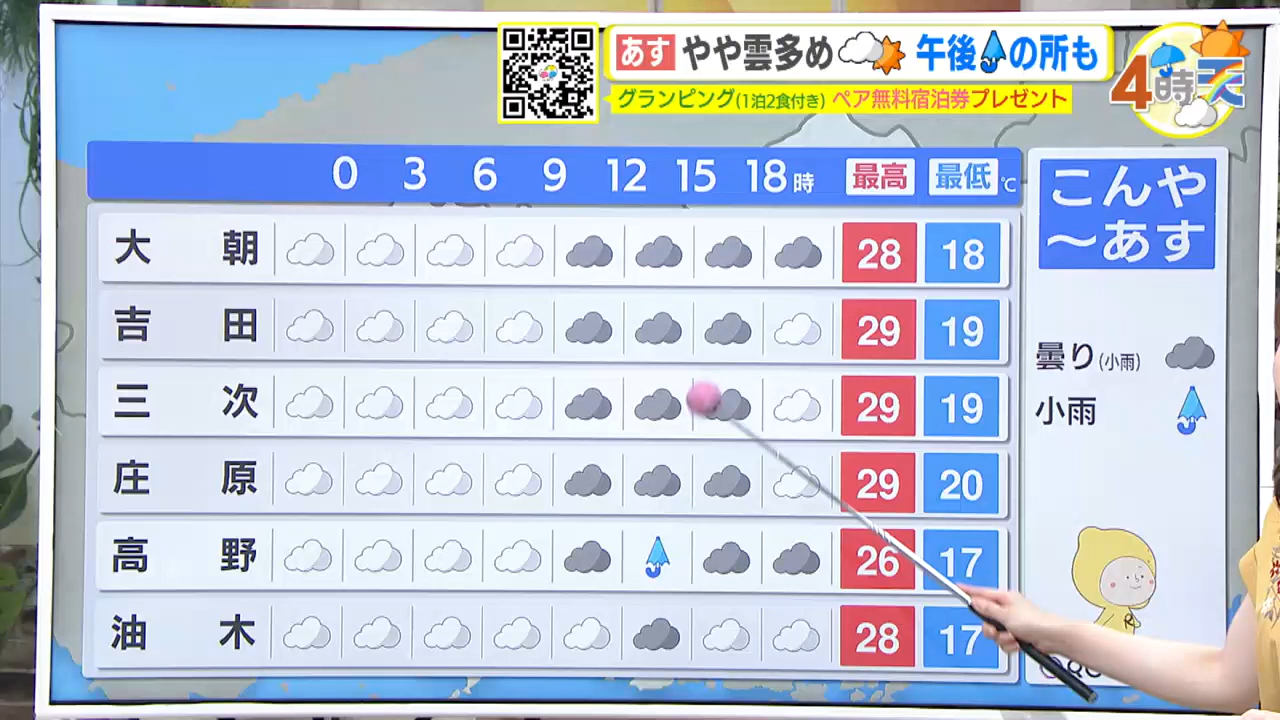 あす やや雲多め 午後 の所も
グランピング(1泊2食付き) ペア無料宿泊券プレゼント
4時天
0 3 6 9 12 15 18時 最高 最低 ℃
こんや
～あす
大朝 28 18
吉田 29 19
三次 29 19
庄原 29 20
高野 26 17
油木 28 17
曇り(小雨)
小雨
R